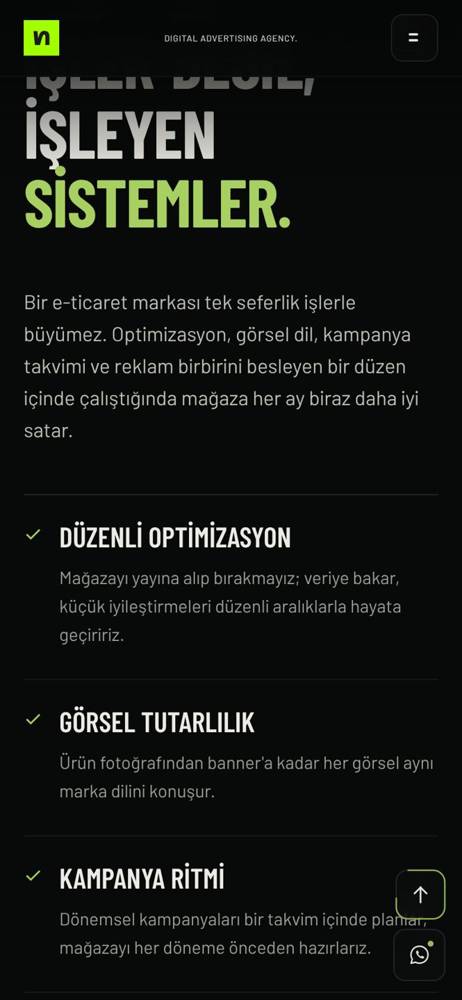 n
DIGITAL ADVERTISING AGENCY.
İŞLER DEĞİL,
İŞLEYEN
SİSTEMLER.
Bir e-ticaret markası tek seferlik işlerle
büyümez. Optimizasyon, görsel dil, kampanya
takvimi ve reklam birbirini besleyen bir düzen
içinde çalıştığında mağaza her ay biraz daha iyi
satar.
DÜZENLİ OPTİMİZASYON
Mağazayı yayına alıp bırakmayız; veriye bakar,
küçük iyileştirmeleri düzenli aralıklarla hayata
geçiririz.
GÖRSEL TUTARLILIK
Ürün fotoğrafından banner'a kadar her görsel aynı
marka dilini konuşur.
KAMPANYA RİTMİ
Dönemsel kampanyaları bir takvim içinde planlar,
mağazayı her döneme önceden hazırlarız.